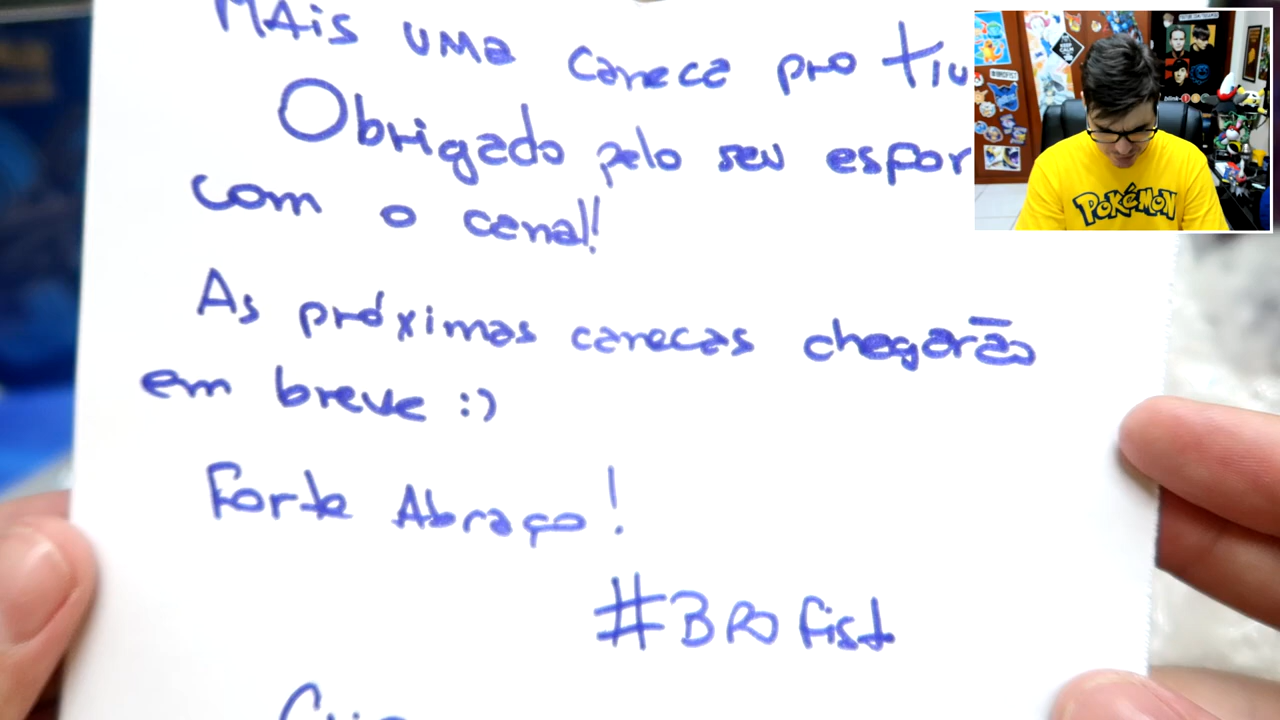 MAis uma careca pro tiu
Obrigado pelo seu esfor
com o canal!
As próximas carecas chegarão
em breve :)
Forte Abraço!
#BROfist
POKÉMON